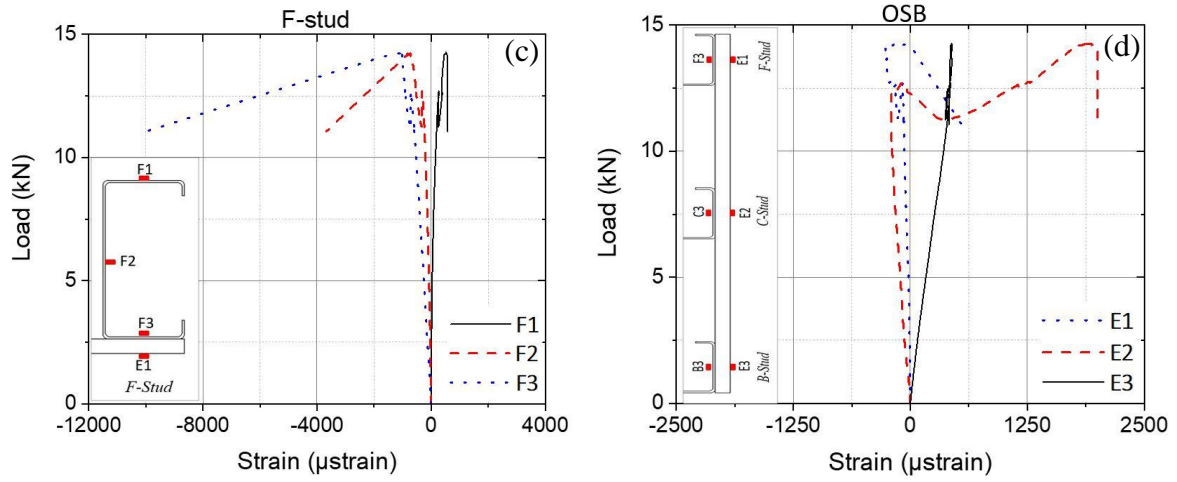 F-stud
(c)
15
10
5
0
Load (kN)
-12000 -8000 -4000 0 4000
Strain (µstrain)
F1
F2
F3
E1
F-Stud
F1
F2
F3
OSB
(d)
15
10
5
0
Load (kN)
-2500 -1250 0 1250 2500
Strain (µstrain)
F3 E1 F-Stud
C3 E2 C-Stud
B3 E3 B-Stud
E1
E2
E3